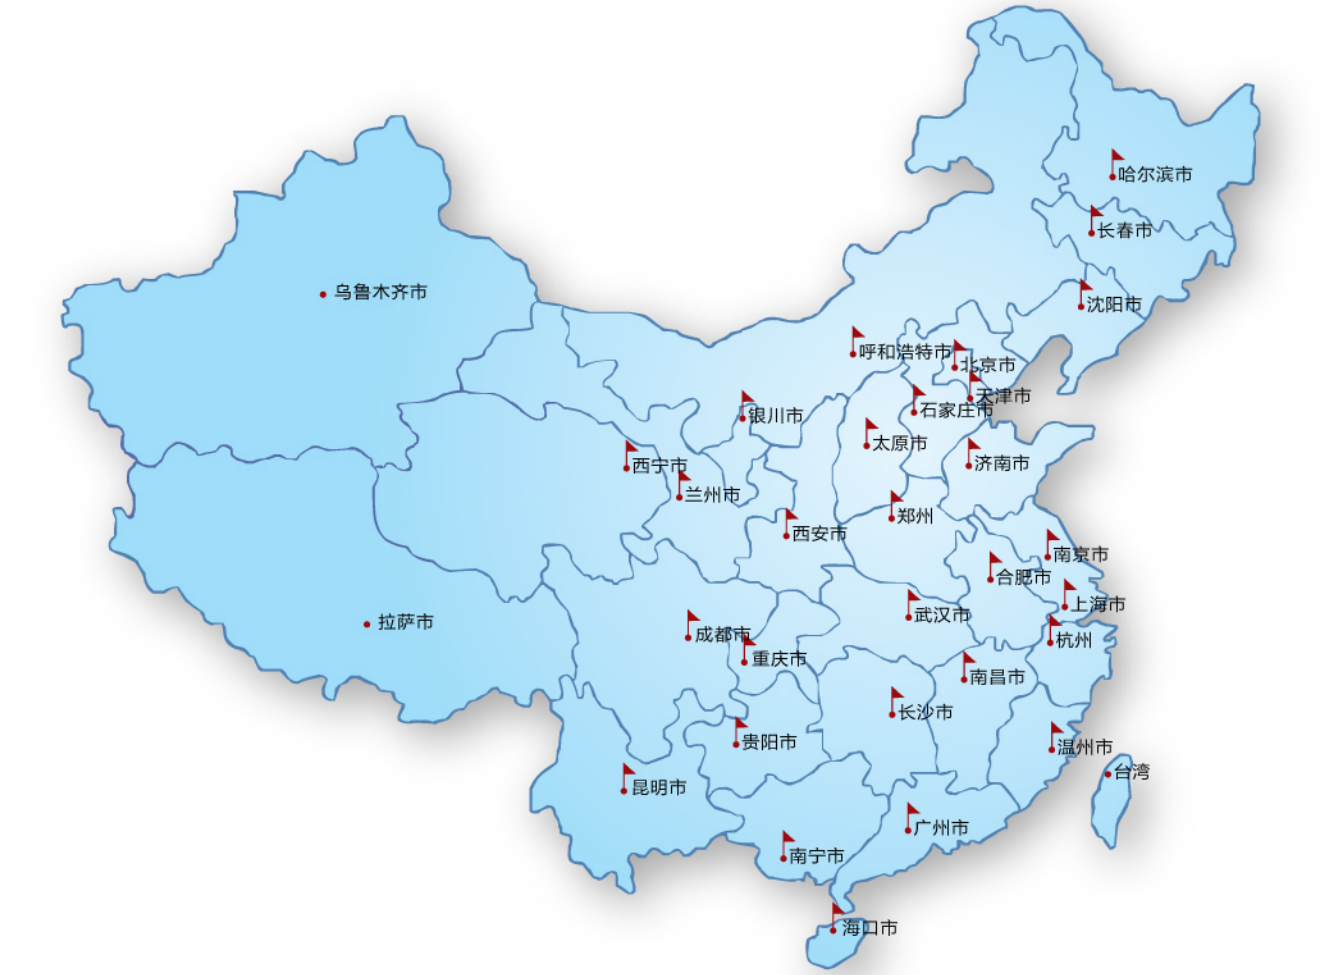 哈尔滨市
长春市
乌鲁木齐市
沈阳市
呼和浩特市
北京市
天津市
石家庄市
银川市
太原市
济南市
西宁市
兰州市
郑州
西安市
南京市
合肥市
上海市
武汉市
拉萨市
成都市
杭州
重庆市
南昌市
长沙市
贵阳市
温州市
台湾
昆明市
广州市
南宁市
海口市